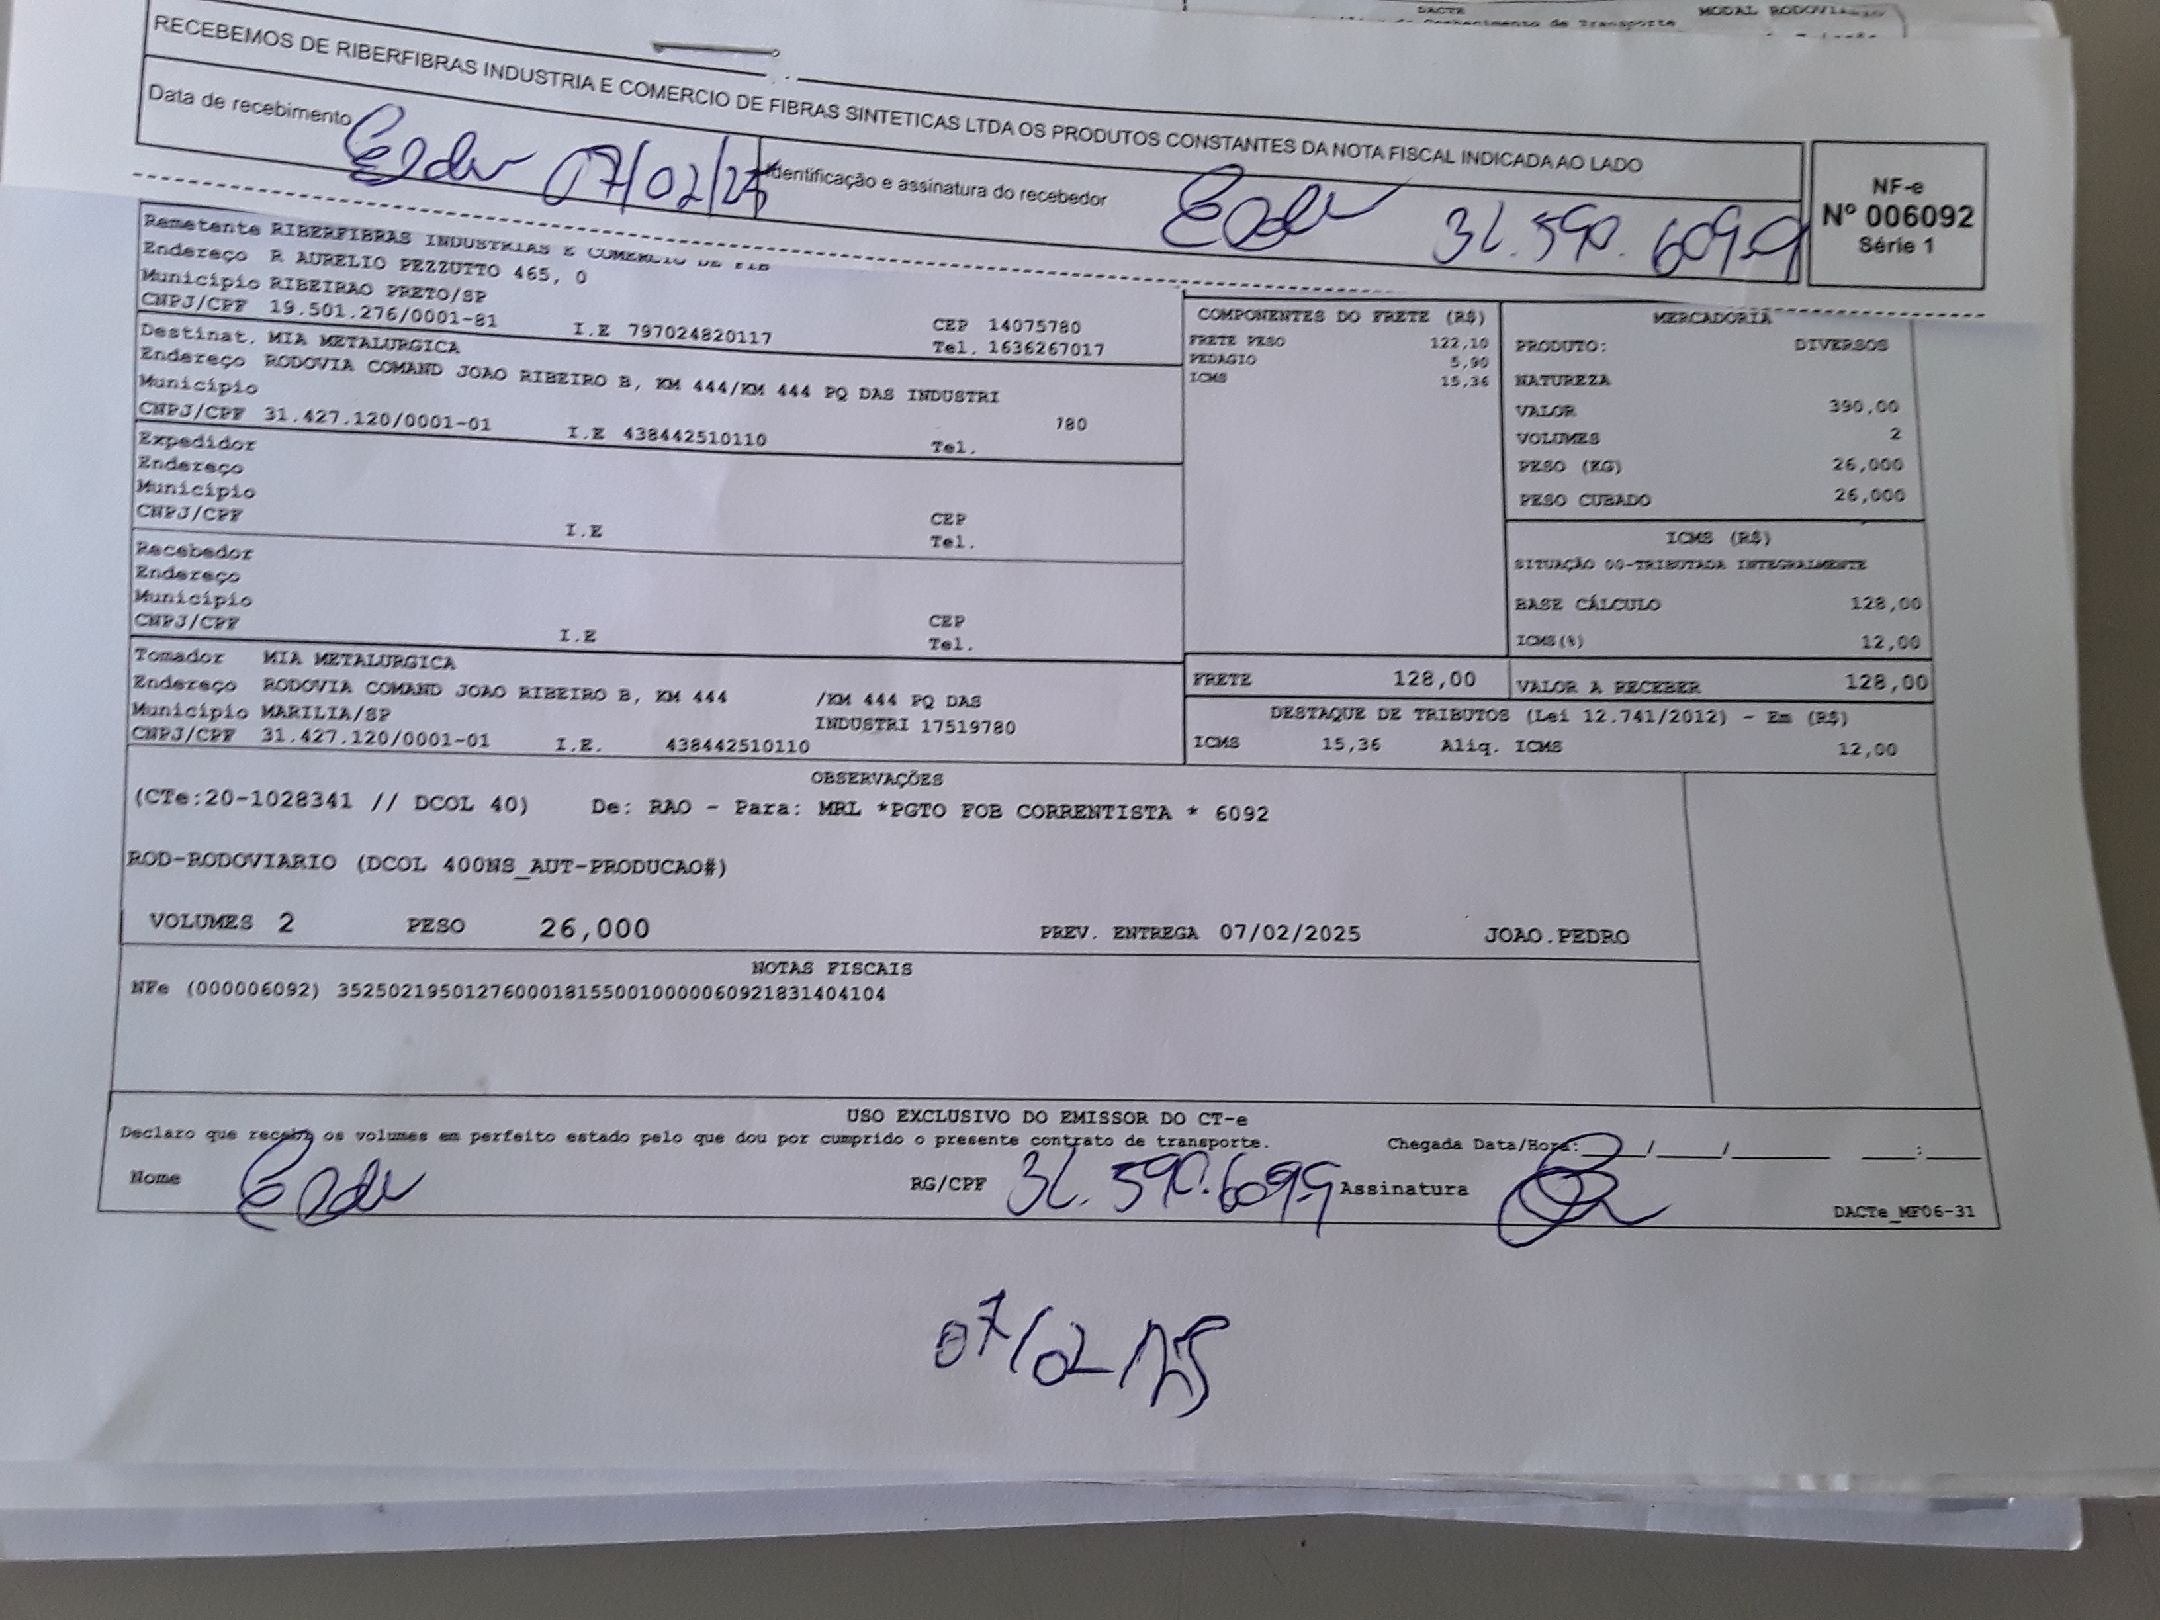 DACTE MODAL RODOVIARIO
RECEBEMOS DE RIBERFIBRAS INDUSTRIA E COMERCIO DE FIBRAS SINTETICAS LTDA OS PRODUTOS CONSTANTES DA NOTA FISCAL INDICADA AO LADO
Data de recebimento
07/02/25
Identificação e assinatura do recebedor
NF-e
Nº 006092
Série 1
Remetente RIBERFIBRAS INDUSTRIAS E COMERCIO DE FIB
Endereço R AURELIO PEZZUTTO 465, 0
Município RIBEIRAO PRETO/SP
CNPJ/CPF 19.501.276/0001-81 I.E 797024820117
CEP 14075780
Tel. 1636267017
Destinat. MIA METALURGICA
Endereço RODOVIA COMAND JOAO RIBEIRO B, KM 444/KM 444 PQ DAS INDUSTRI
Município 780
CNPJ/CPF 31.427.120/0001-01 I.E 438442510110 Tel.
Expedidor
Endereço
Município
CNPJ/CPF I.E
CEP
Tel.
Recebedor
Endereço
Município
CNPJ/CPF I.E
CEP
Tel.
Tomador MIA METALURGICA
Endereço RODOVIA COMAND JOAO RIBEIRO B, KM 444 /KM 444 PQ DAS
Município MARILIA/SP INDUSTRI 17519780
CNPJ/CPF 31.427.120/0001-01 I.E. 438442510110
COMPONENTES DO FRETE (R$)
FRETE PESO 122,10
PEDAGIO 5,90
ICMS 15,36
MERCADORIA
PRODUTO: DIVERSOS
NATUREZA
VALOR 390,00
VOLUMES 2
PESO (KG) 26,000
PESO CUBADO 26,000
ICMS (R$)
SITUAÇÃO 00-TRIBUTADA INTEGRALMENTE
BASE CÁLCULO 128,00
ICMS(%) 12,00
FRETE 128,00 VALOR A RECEBER 128,00
DESTAQUE DE TRIBUTOS (Lei 12.741/2012) - Em (R$)
ICMS 15,36 Aliq. ICMS 12,00
OBSERVAÇÕES
(CTe:20-1028341 // DCOL 40) De: RAO - Para: MRL *PGTO FOB CORRENTISTA * 6092
ROD-RODOVIARIO (DCOL 400NS_AUT-PRODUCAO#)
VOLUMES 2 PESO 26,000 PREV. ENTREGA 07/02/2025 JOAO.PEDRO
NOTAS FISCAIS
NFe (000006092) 35250219501276000181550010000060921831404104
USO EXCLUSIVO DO EMISSOR DO CT-e
Declaro que recebi os volumes em perfeito estado pelo que dou por cumprido o presente contrato de transporte. Chegada Data/Hora: ____/____/______ ___:___
Nome RG/CPF Assinatura
DACTe_MF06-31
07/02/25